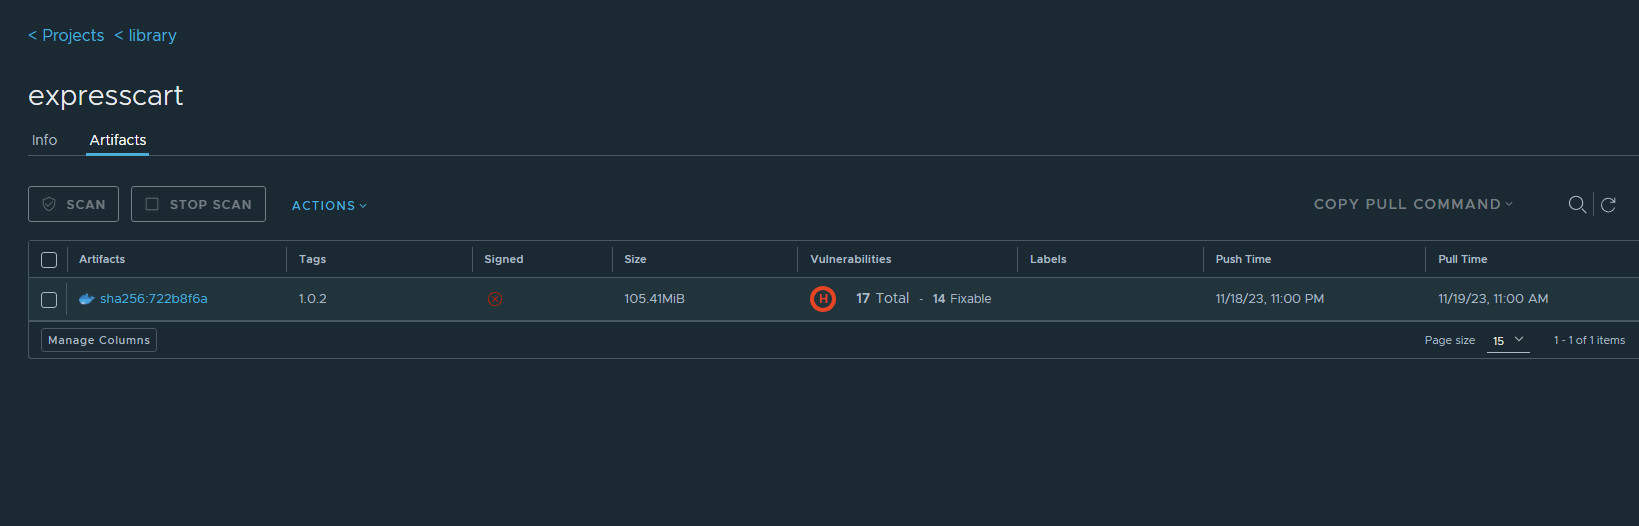 < Projects < library
expresscart
Info Artifacts
SCAN STOP SCAN ACTIONS COPY PULL COMMAND
Artifacts Tags Signed Size Vulnerabilities Labels Push Time Pull Time
sha256:722b8f6a 1.0.2 105.41MiB H 17 Total - 14 Fixable 11/18/23, 11:00 PM 11/19/23, 11:00 AM
Manage Columns Page size 15 1 - 1 of 1 items